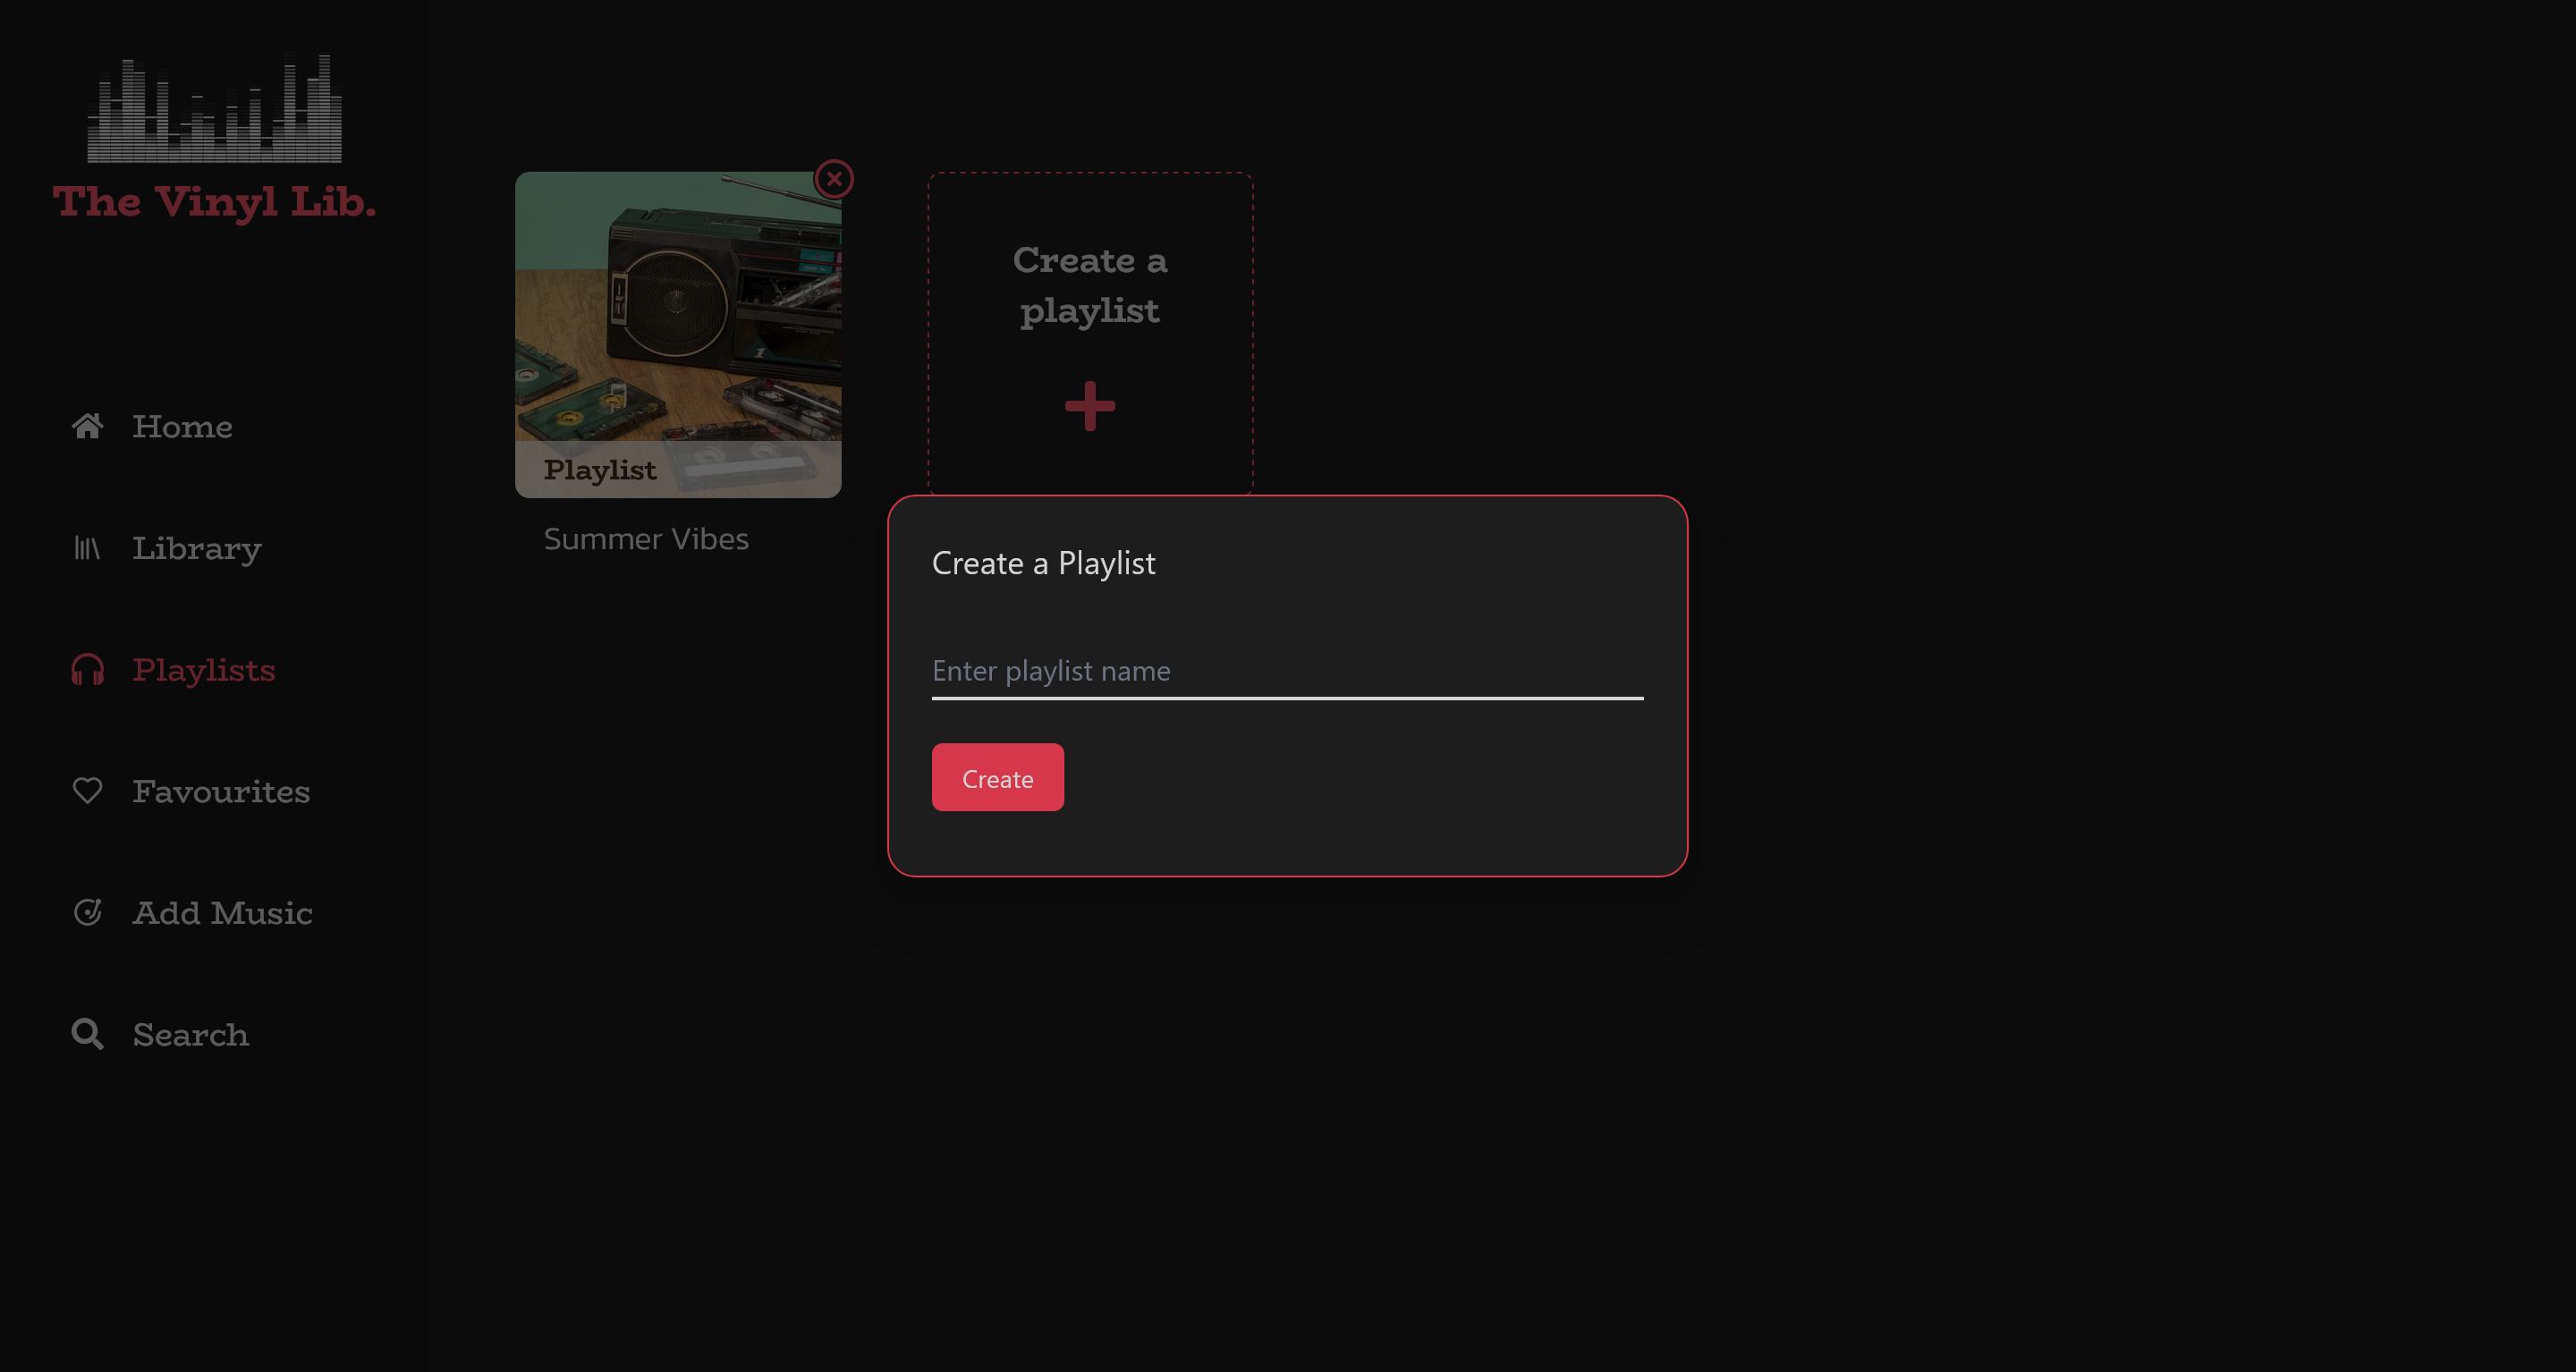 The Vinyl Lib.
Home
Library
Playlists
Favourites
Add Music
Search
Playlist
Summer Vibes
Create a
playlist
Create a Playlist
Enter playlist name
Create